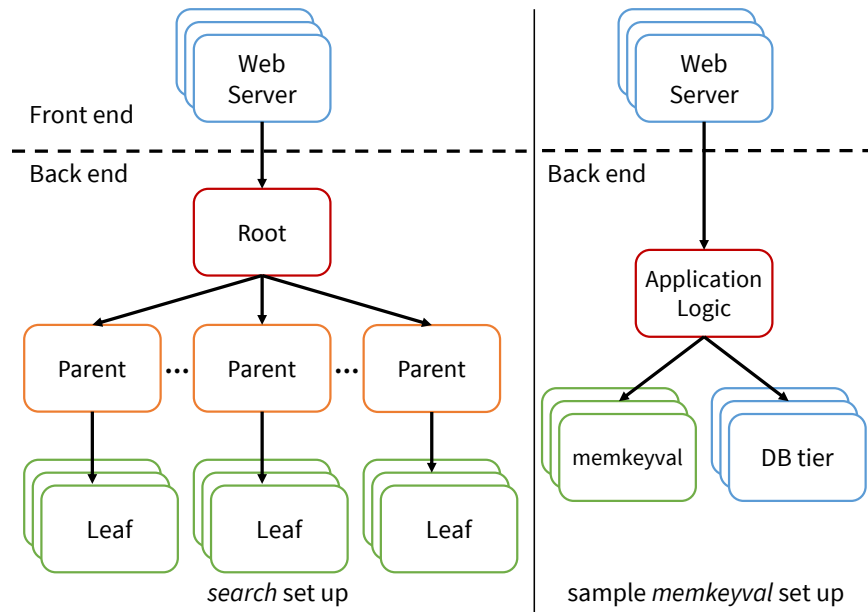 Web
Server
Front end
Back end
Root
Parent
...
Parent
...
Parent
Leaf
Leaf
Leaf
search set up
Web
Server
Back end
Application
Logic
memkeyval
DB tier
sample memkeyval set up